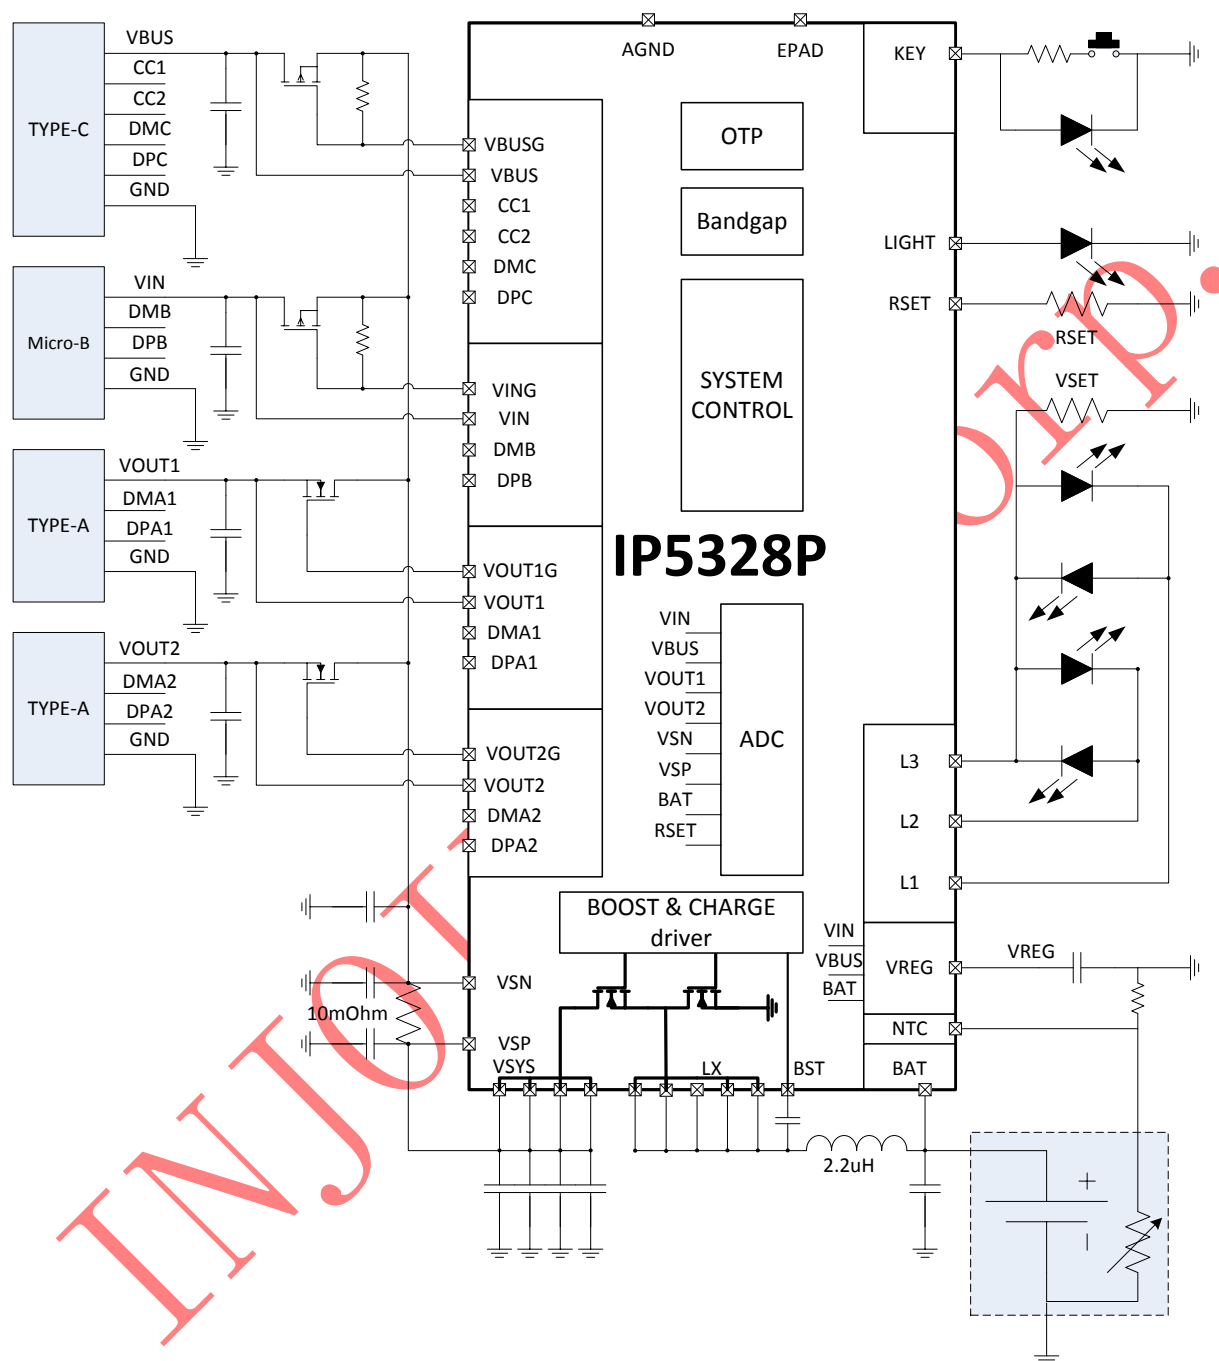 VBUS
CC1
CC2
DMC
DPC
GND
TYPE-C
VIN
DMB
DPB
GND
Micro-B
VOUT1
DMA1
DPA1
GND
TYPE-A
VOUT2
DMA2
DPA2
GND
TYPE-A
AGND
EPAD
KEY
VBUSG
VBUS
CC1
CC2
DMC
DPC
VING
VIN
DMB
DPB
VOUT1G
VOUT1
DMA1
DPA1
VOUT2G
VOUT2
DMA2
DPA2
OTP
Bandgap
SYSTEM
CONTROL
IP5328P
VIN
VBUS
VOUT1
VOUT2
VSN
VSP
BAT
RSET
ADC
BOOST & CHARGE
driver
LIGHT
RSET
RSET
VSET
L3
L2
L1
VIN
VBUS
BAT
VREG
VREG
NTC
BAT
VSN
10mOhm
VSP
VSYS
LX
BST
2.2uH
+
INJO
orp.